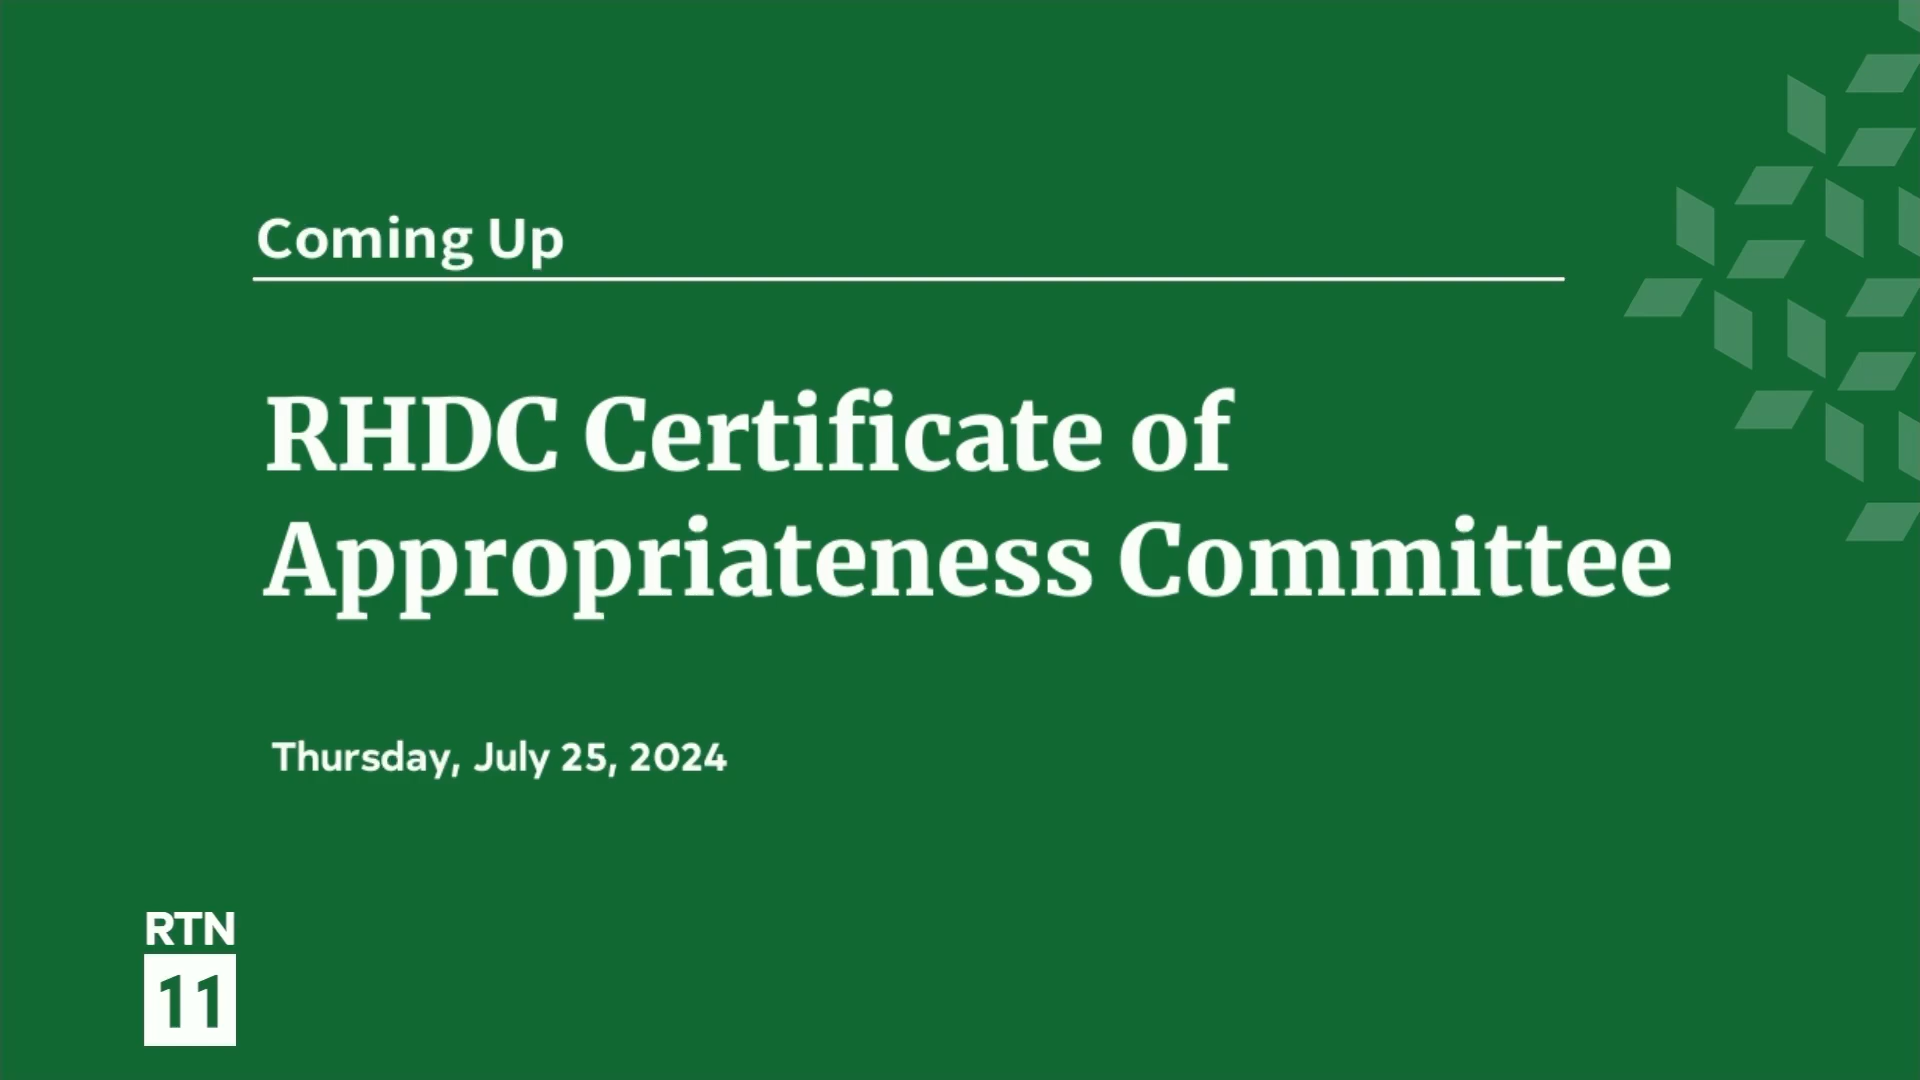 Coming Up
RHDC Certificate of
Appropriateness Committee
Thursday, July 25, 2024
RTN
11